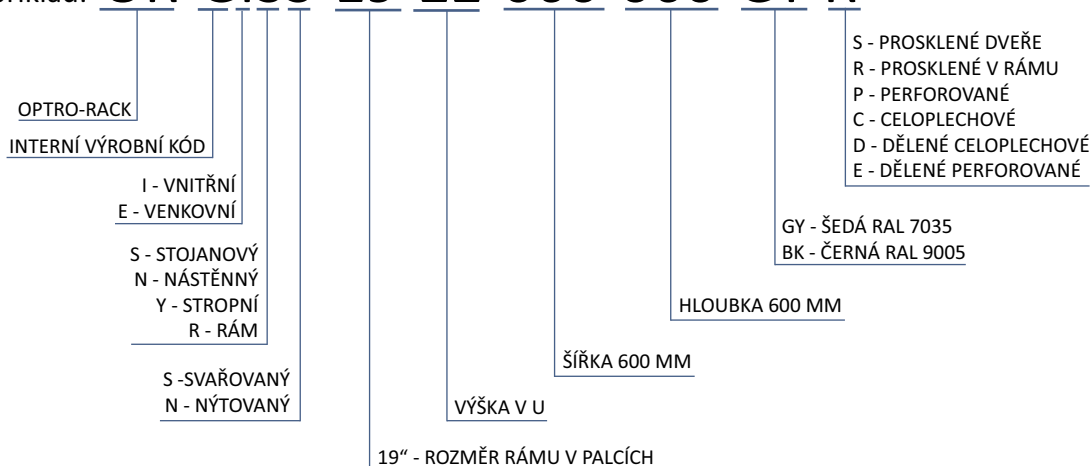 S - PROSKLENÉ DVEŘE
R - PROSKLENÉ V RÁMU
P - PERFOROVANÉ
C - CELOPLECHOVÉ
D - DĚLENÉ CELOPLECHOVÉ
E - DĚLENÉ PERFOROVANÉ
OPTRO-RACK
INTERNÍ VÝROBNÍ KÓD
I - VNITŘNÍ
E - VENKOVNÍ
GY - ŠEDÁ RAL 7035
BK - ČERNÁ RAL 9005
S - STOJANOVÝ
N - NÁSTĚNNÝ
Y - STROPNÍ
R - RÁM
HLOUBKA 600 MM
ŠÍŘKA 600 MM
S -SVAŘOVANÝ
N - NÝTOVANÝ
VÝŠKA V U
19“ - ROZMĚR RÁMU V PALCÍCH